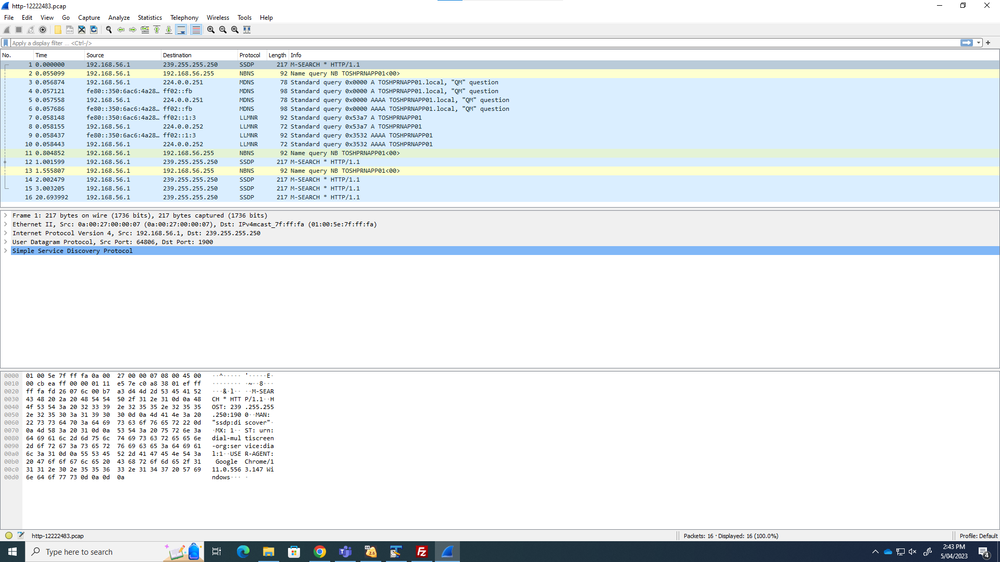 http-12222483.pcap
File Edit View Go Capture Analyze Statistics Telephony Wireless Tools Help
Apply a display filter ... <Ctrl-/>
No. Time Source Destination Protocol Length Info
1 0.000000 192.168.56.1 239.255.255.250 SSDP 217 M-SEARCH * HTTP/1.1
2 0.055099 192.168.56.1 192.168.56.255 NBNS 92 Name query NB TOSHPRNAPP01<00>
3 0.056874 192.168.56.1 224.0.0.251 MDNS 78 Standard query 0x0000 A TOSHPRNAPP01.local, "QM" question
4 0.057121 fe80::350:6ac6:4a28… ff02::fb MDNS 98 Standard query 0x0000 A TOSHPRNAPP01.local, "QM" question
5 0.057558 192.168.56.1 224.0.0.251 MDNS 78 Standard query 0x0000 AAAA TOSHPRNAPP01.local, "QM" question
6 0.057686 fe80::350:6ac6:4a28… ff02::fb MDNS 98 Standard query 0x0000 AAAA TOSHPRNAPP01.local, "QM" question
7 0.058148 fe80::350:6ac6:4a28… ff02::1:3 LLMNR 92 Standard query 0x53a7 A TOSHPRNAPP01
8 0.058155 192.168.56.1 224.0.0.252 LLMNR 72 Standard query 0x53a7 A TOSHPRNAPP01
9 0.058437 fe80::350:6ac6:4a28… ff02::1:3 LLMNR 92 Standard query 0x3532 AAAA TOSHPRNAPP01
10 0.058443 192.168.56.1 224.0.0.252 LLMNR 72 Standard query 0x3532 AAAA TOSHPRNAPP01
11 0.804852 192.168.56.1 192.168.56.255 NBNS 92 Name query NB TOSHPRNAPP01<00>
12 1.001599 192.168.56.1 239.255.255.250 SSDP 217 M-SEARCH * HTTP/1.1
13 1.555807 192.168.56.1 192.168.56.255 NBNS 92 Name query NB TOSHPRNAPP01<00>
14 2.002479 192.168.56.1 239.255.255.250 SSDP 217 M-SEARCH * HTTP/1.1
15 3.003205 192.168.56.1 239.255.255.250 SSDP 217 M-SEARCH * HTTP/1.1
16 20.693992 192.168.56.1 239.255.255.250 SSDP 217 M-SEARCH * HTTP/1.1
Frame 1: 217 bytes on wire (1736 bits), 217 bytes captured (1736 bits)
Ethernet II, Src: 0a:00:27:00:00:07 (0a:00:27:00:00:07), Dst: IPv4mcast_7f:ff:fa (01:00:5e:7f:ff:fa)
Internet Protocol Version 4, Src: 192.168.56.1, Dst: 239.255.255.250
User Datagram Protocol, Src Port: 64806, Dst Port: 1900
Simple Service Discovery Protocol
0000 01 00 5e 7f ff fa 0a 00 27 00 00 07 08 00 45 00 ··^····· '·····E·
0010 00 cb ea ff 00 00 01 11 e5 7e c0 a8 38 01 ef ff ········ ·~··8···
0020 ff fa fd 26 07 6c 00 b7 a3 d4 4d 2d 53 45 41 52 ···&·l·· ··M-SEAR
0030 43 48 20 2a 20 48 54 54 50 2f 31 2e 31 0d 0a 48 CH * HTT P/1.1··H
0040 4f 53 54 3a 20 32 33 39 2e 32 35 35 2e 32 35 35 OST: 239 .255.255
0050 2e 32 35 30 3a 31 39 30 30 0d 0a 4d 41 4e 3a 20 .250:190 0··MAN:
0060 22 73 73 64 70 3a 64 69 73 63 6f 76 65 72 22 0d "ssdp:di scover"·
0070 0a 4d 58 3a 20 31 0d 0a 53 54 3a 20 75 72 6e 3a ·MX: 1·· ST: urn:
0080 64 69 61 6c 2d 6d 75 6c 74 69 73 63 72 65 65 6e dial-mul tiscreen
0090 2d 6f 72 67 3a 73 65 72 76 69 63 65 3a 64 69 61 -org:ser vice:dia
00a0 6c 3a 31 0d 0a 55 53 45 52 2d 41 47 45 4e 54 3a l:1··USE R-AGENT:
00b0 20 47 6f 6f 67 6c 65 20 43 68 72 6f 6d 65 2f 31 Google Chrome/1
00c0 31 31 2e 30 2e 35 35 36 33 2e 31 34 37 20 57 69 11.0.556 3.147 Wi
00d0 6e 64 6f 77 73 0d 0a 0d 0a ndows··· ·
http-12222483.pcap Packets: 16 · Displayed: 16 (100.0%) Profile: Default
Type here to search
2.6
Fz
2:43 PM
5/04/2023
4